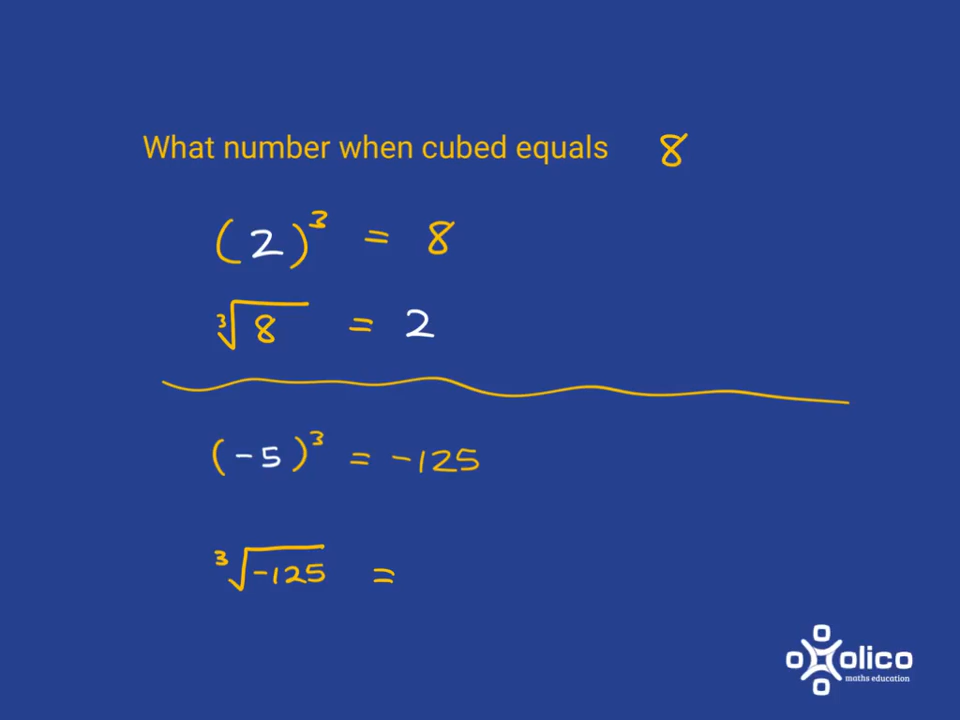 What number when cubed equals 8
(2)³ = 8
∛8 = 2
(-5)³ = -125
∛-125 =
olico
maths education